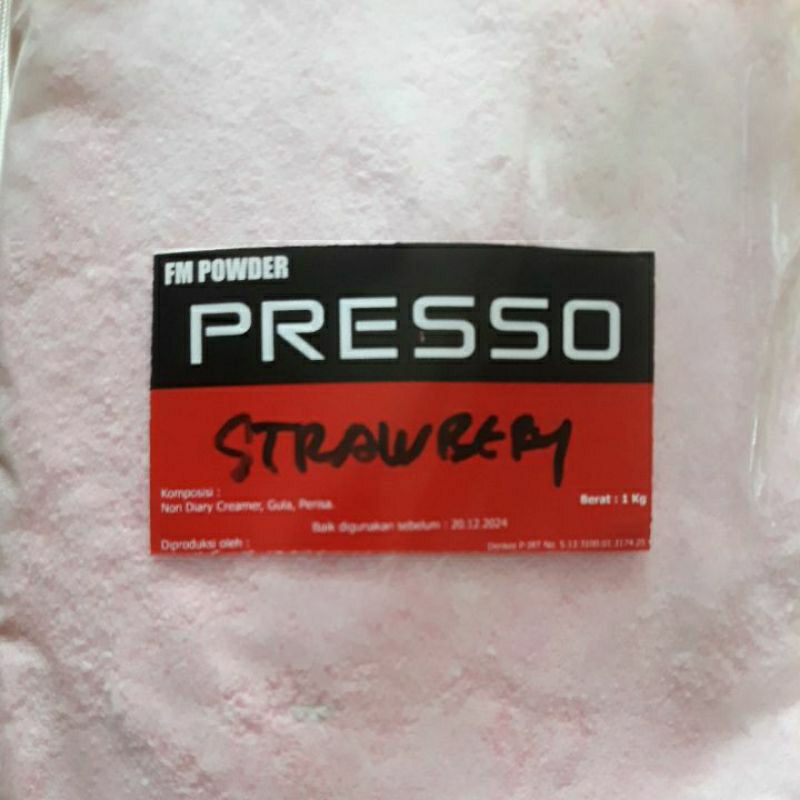 FM POWDER
PRESSO
STRAWBERY
Komposisi :
Non Diary Creamer, Gula, Perisa.
Berat : 1 Kg
Baik digunakan sebelum : 20.12.2024
Diproduksi oleh :